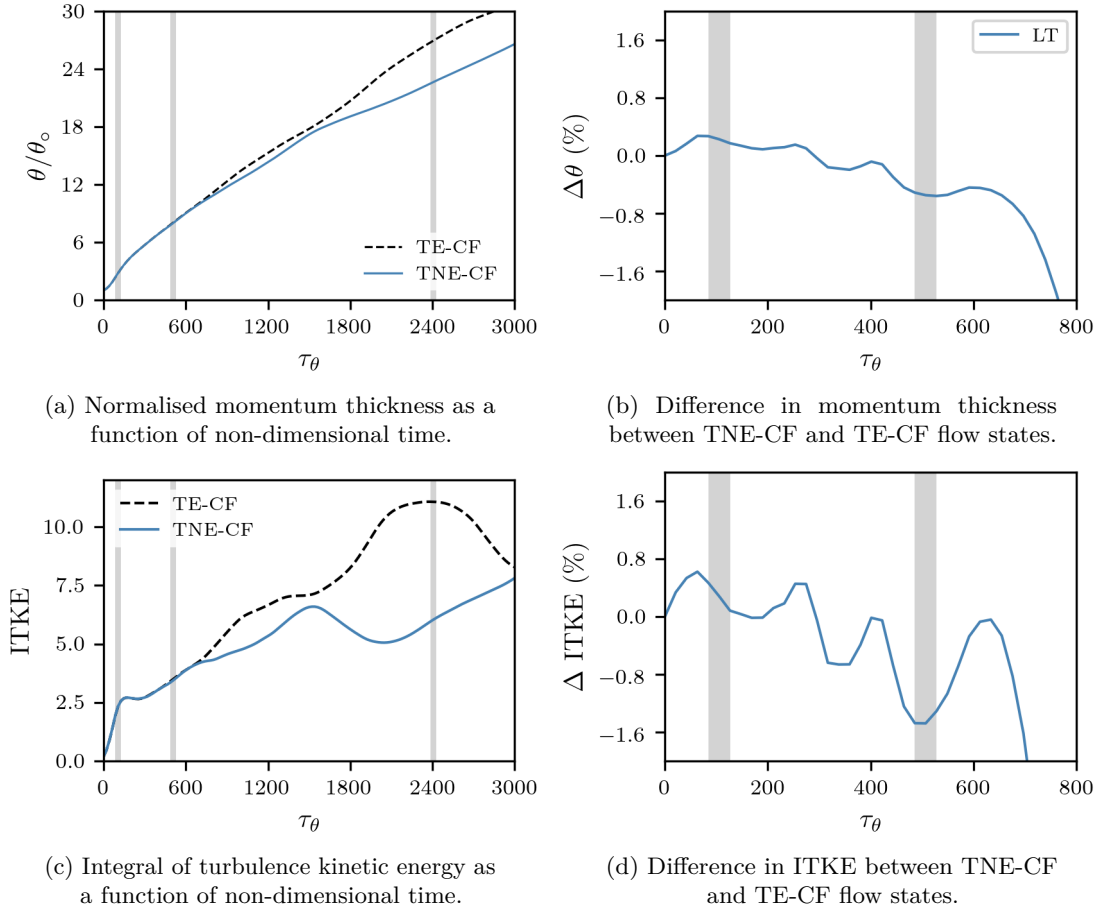 30
24
18
12
6
0
θ/θ∘
TE-CF
TNE-CF
0 600 1200 1800 2400 3000
τθ
(a) Normalised momentum thickness as a
function of non-dimensional time.
1.6
0.8
0.0
−0.8
−1.6
Δθ (%)
LT
0 200 400 600 800
τθ
(b) Difference in momentum thickness
between TNE-CF and TE-CF flow states.
10.0
7.5
5.0
2.5
0.0
ITKE
TE-CF
TNE-CF
0 600 1200 1800 2400 3000
τθ
(c) Integral of turbulence kinetic energy as
a function of non-dimensional time.
1.6
0.8
0.0
−0.8
−1.6
Δ ITKE (%)
0 200 400 600 800
τθ
(d) Difference in ITKE between TNE-CF
and TE-CF flow states.